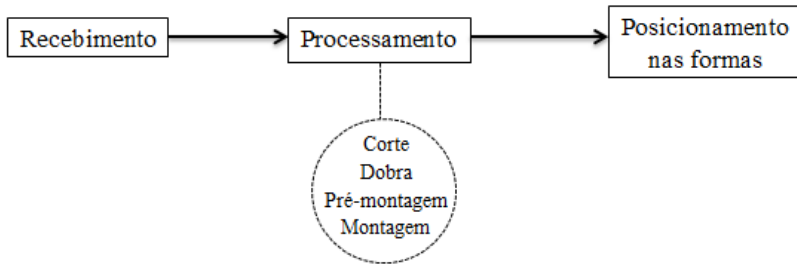 Recebimento
Processamento
Posicionamento
nas formas
Corte
Dobra
Pré-montagem
Montagem